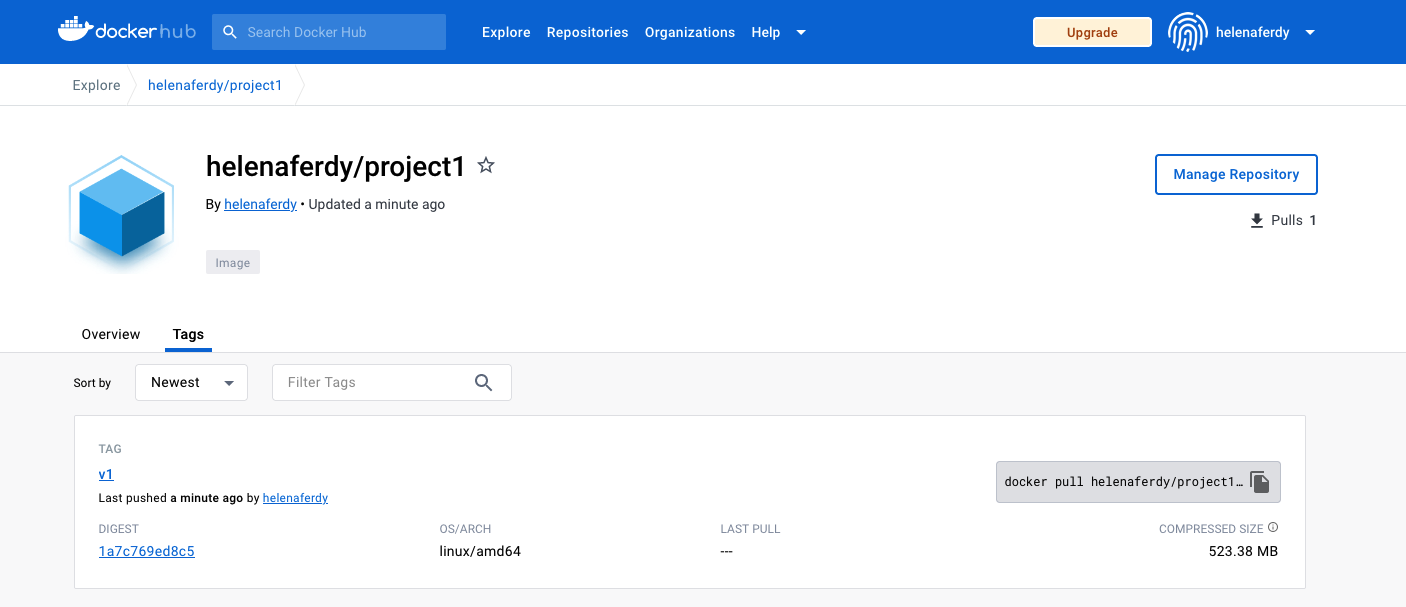 docker hub Search Docker Hub Explore Repositories Organizations Help Upgrade helenaferdy
Explore helenaferdy/project1
helenaferdy/project1
Manage Repository
By helenaferdy • Updated a minute ago
Pulls 1
Image
Overview Tags
Sort by Newest Filter Tags
TAG
v1
docker pull helenaferdy/project1…
Last pushed a minute ago by helenaferdy
DIGEST OS/ARCH LAST PULL COMPRESSED SIZE
1a7c769ed8c5 linux/amd64 --- 523.38 MB